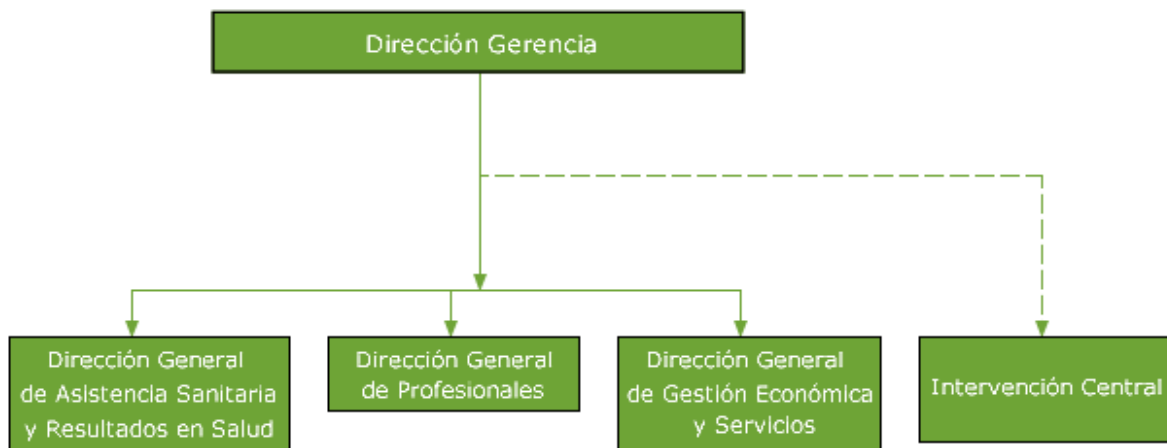 Dirección Gerencia
Dirección General
de Asistencia Sanitaria
y Resultados en Salud
Dirección General
de Profesionales
Dirección General
de Gestión Económica
y Servicios
Intervención Central